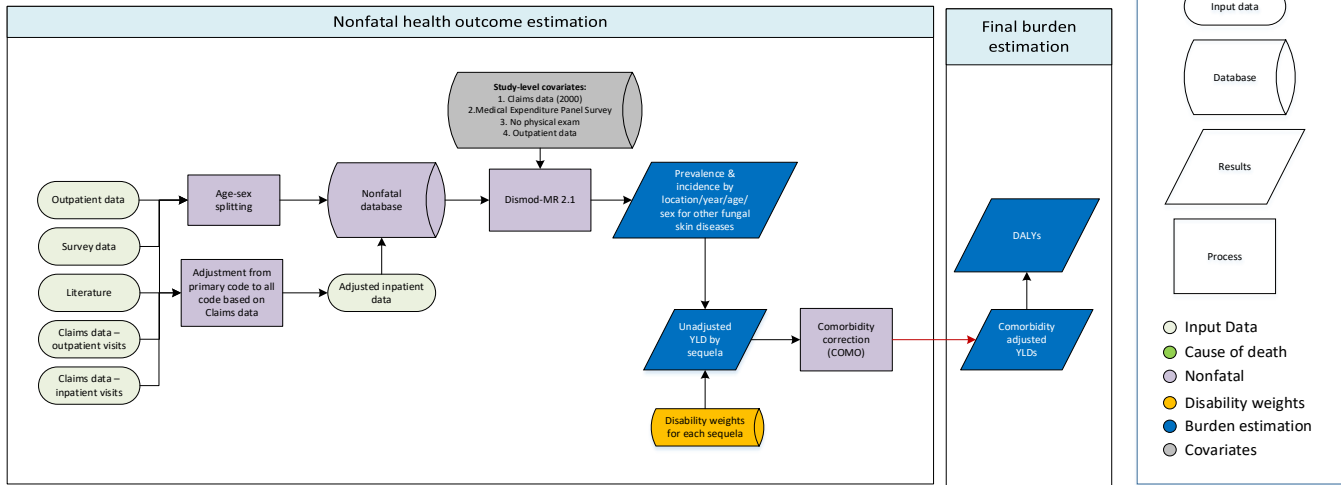 Nonfatal health outcome estimation
Final burden
estimation
Input data
Database
Results
Process
Study-level covariates:
1. Claims data (2000)
2.Medical Expenditure Panel Survey
3. No physical exam
4. Outpatient data
Outpatient data
Survey data
Literature
Claims data –
outpatient visits
Claims data –
inpatient visits
Age-sex
splitting
Adjustment from
primary code to all
code based on
Claims data
Nonfatal
database
Adjusted inpatient
data
Dismod-MR 2.1
Prevalence &
incidence by
location/year/age/
sex for other fungal
skin diseases
Unadjusted
YLD by
sequela
Disability weights
for each sequela
Comorbidity
correction
(COMO)
DALYs
Comorbidity
adjusted
YLDs
Input Data
Cause of death
Nonfatal
Disability weights
Burden estimation
Covariates